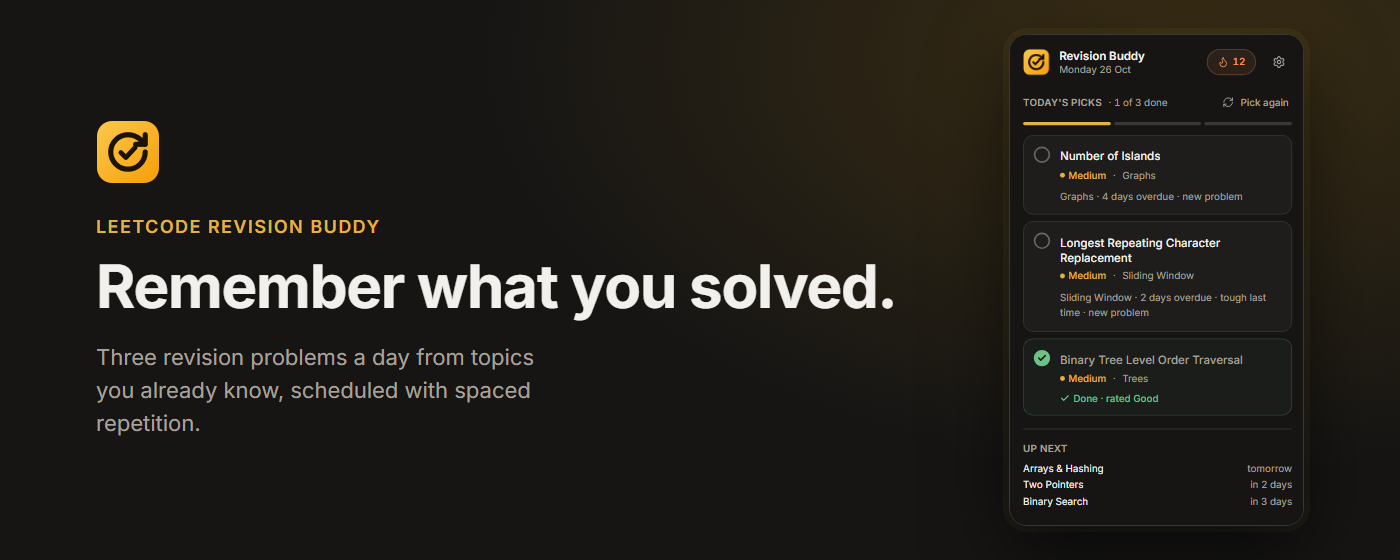 LEETCODE REVISION BUDDY
Remember what you solved.
Three revision problems a day from topics
you already know, scheduled with spaced
repetition.
Revision Buddy
Monday 26 Oct
12
TODAY'S PICKS · 1 of 3 done
Pick again
Number of Islands
Medium · Graphs
Graphs · 4 days overdue · new problem
Longest Repeating Character
Replacement
Medium · Sliding Window
Sliding Window · 2 days overdue · tough last
time · new problem
Binary Tree Level Order Traversal
Medium · Trees
Done · rated Good
UP NEXT
Arrays & Hashing tomorrow
Two Pointers in 2 days
Binary Search in 3 days